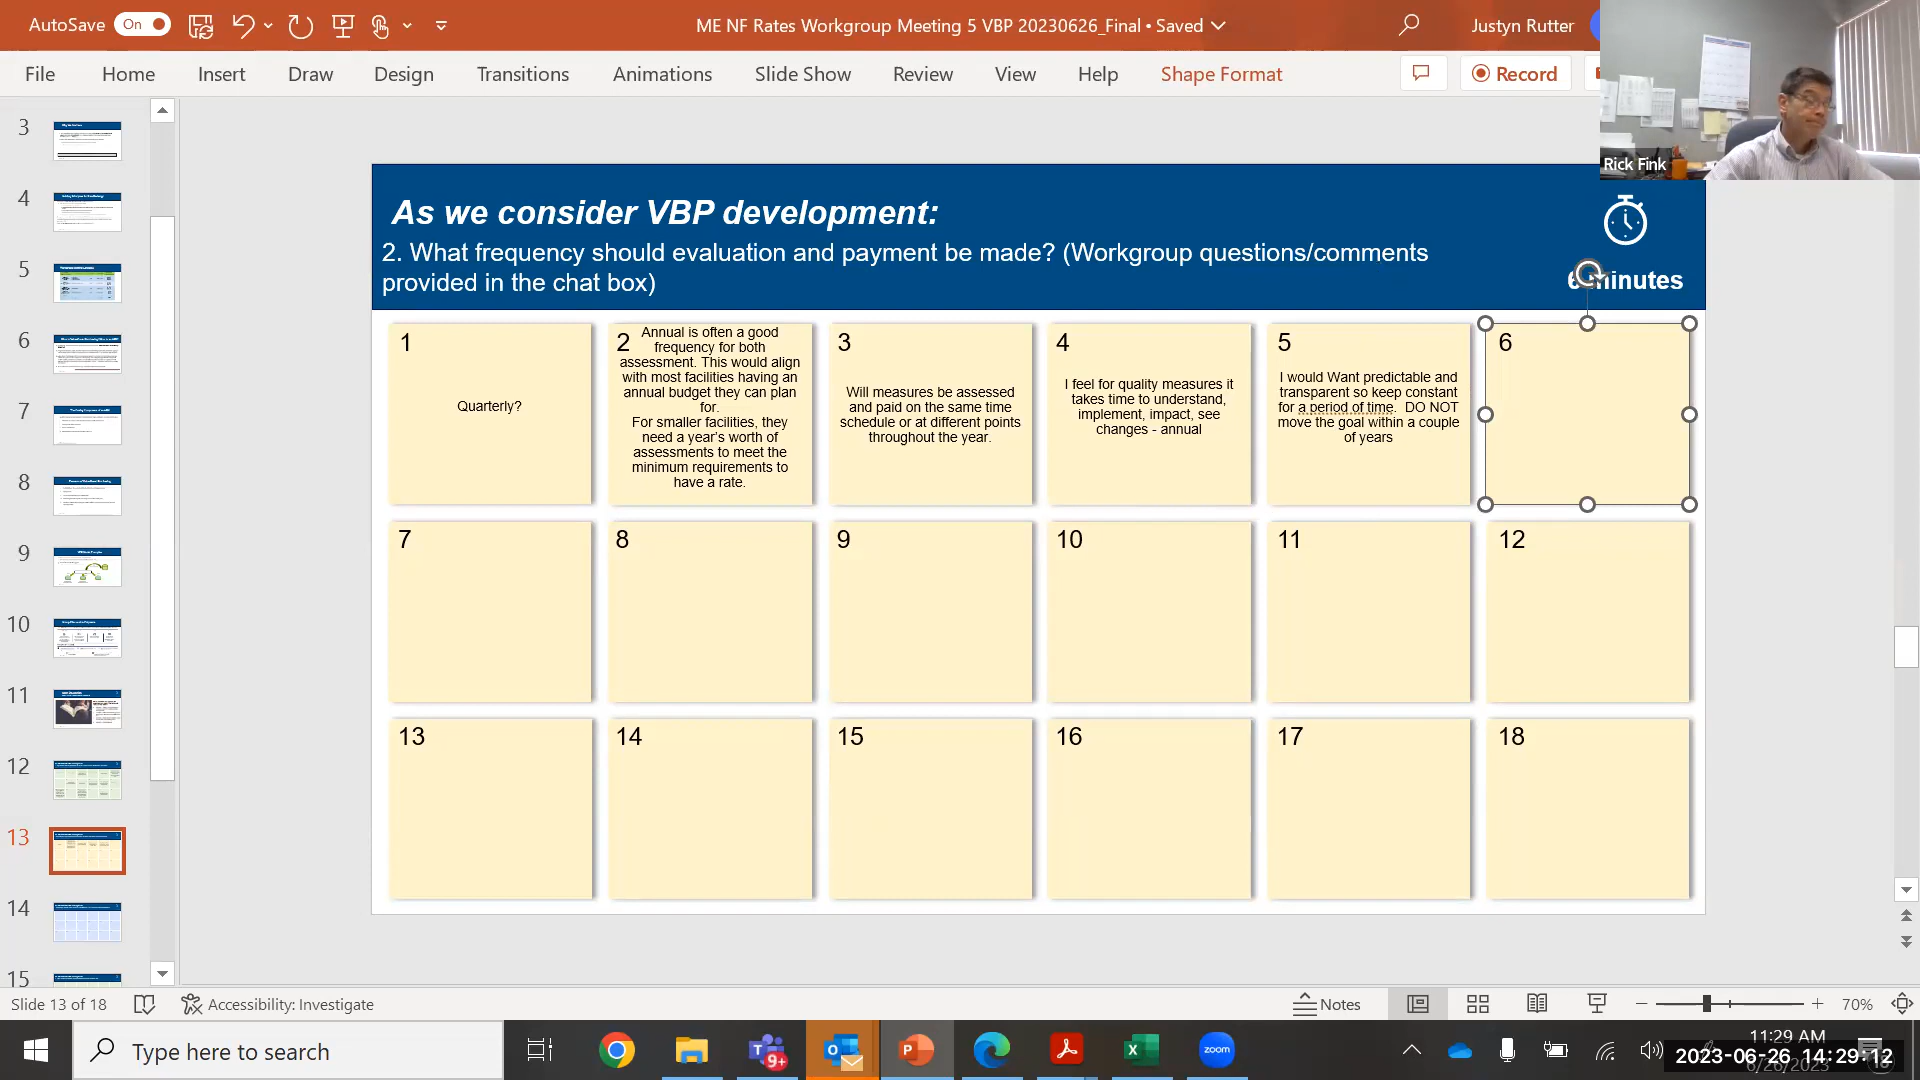 AutoSave On
ME NF Rates Workgroup Meeting 5 VBP 20230626_Final • Saved
Justyn Rutter
File Home Insert Draw Design Transitions Animations Slide Show Review View Help Shape Format
Record
Rick Fink
3
4
5
6
7
8
9
10
11
12
13
14
15
As we consider VBP development:
2. What frequency should evaluation and payment be made? (Workgroup questions/comments
provided in the chat box)
minutes
1
Quarterly?
2
Annual is often a good
frequency for both
assessment. This would align
with most facilities having an
annual budget they can plan
for.
For smaller facilities, they
need a year's worth of
assessments to meet the
minimum requirements to
have a rate.
3
Will measures be assessed
and paid on the same time
schedule or at different points
throughout the year.
4
I feel for quality measures it
takes time to understand,
implement, impact, see
changes - annual
5
I would Want predictable and
transparent so keep constant
for a period of time. DO NOT
move the goal within a couple
of years
6
7
8
9
10
11
12
13
14
15
16
17
18
Slide 13 of 18
Accessibility: Investigate
Notes
70%
Type here to search
9+
zoom
11:29 AM
2023-06-26 14:29:12